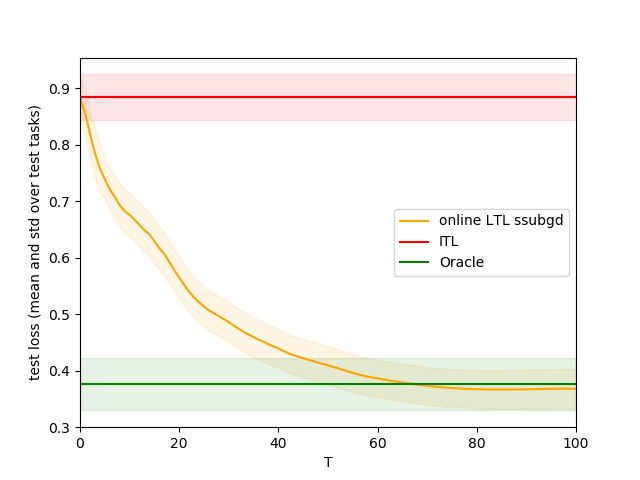 test loss (mean and std over test tasks)
0.9
0.8
0.7
0.6
0.5
0.4
0.3
online LTL ssubgd
ITL
Oracle
0 20 40 60 80 100
T